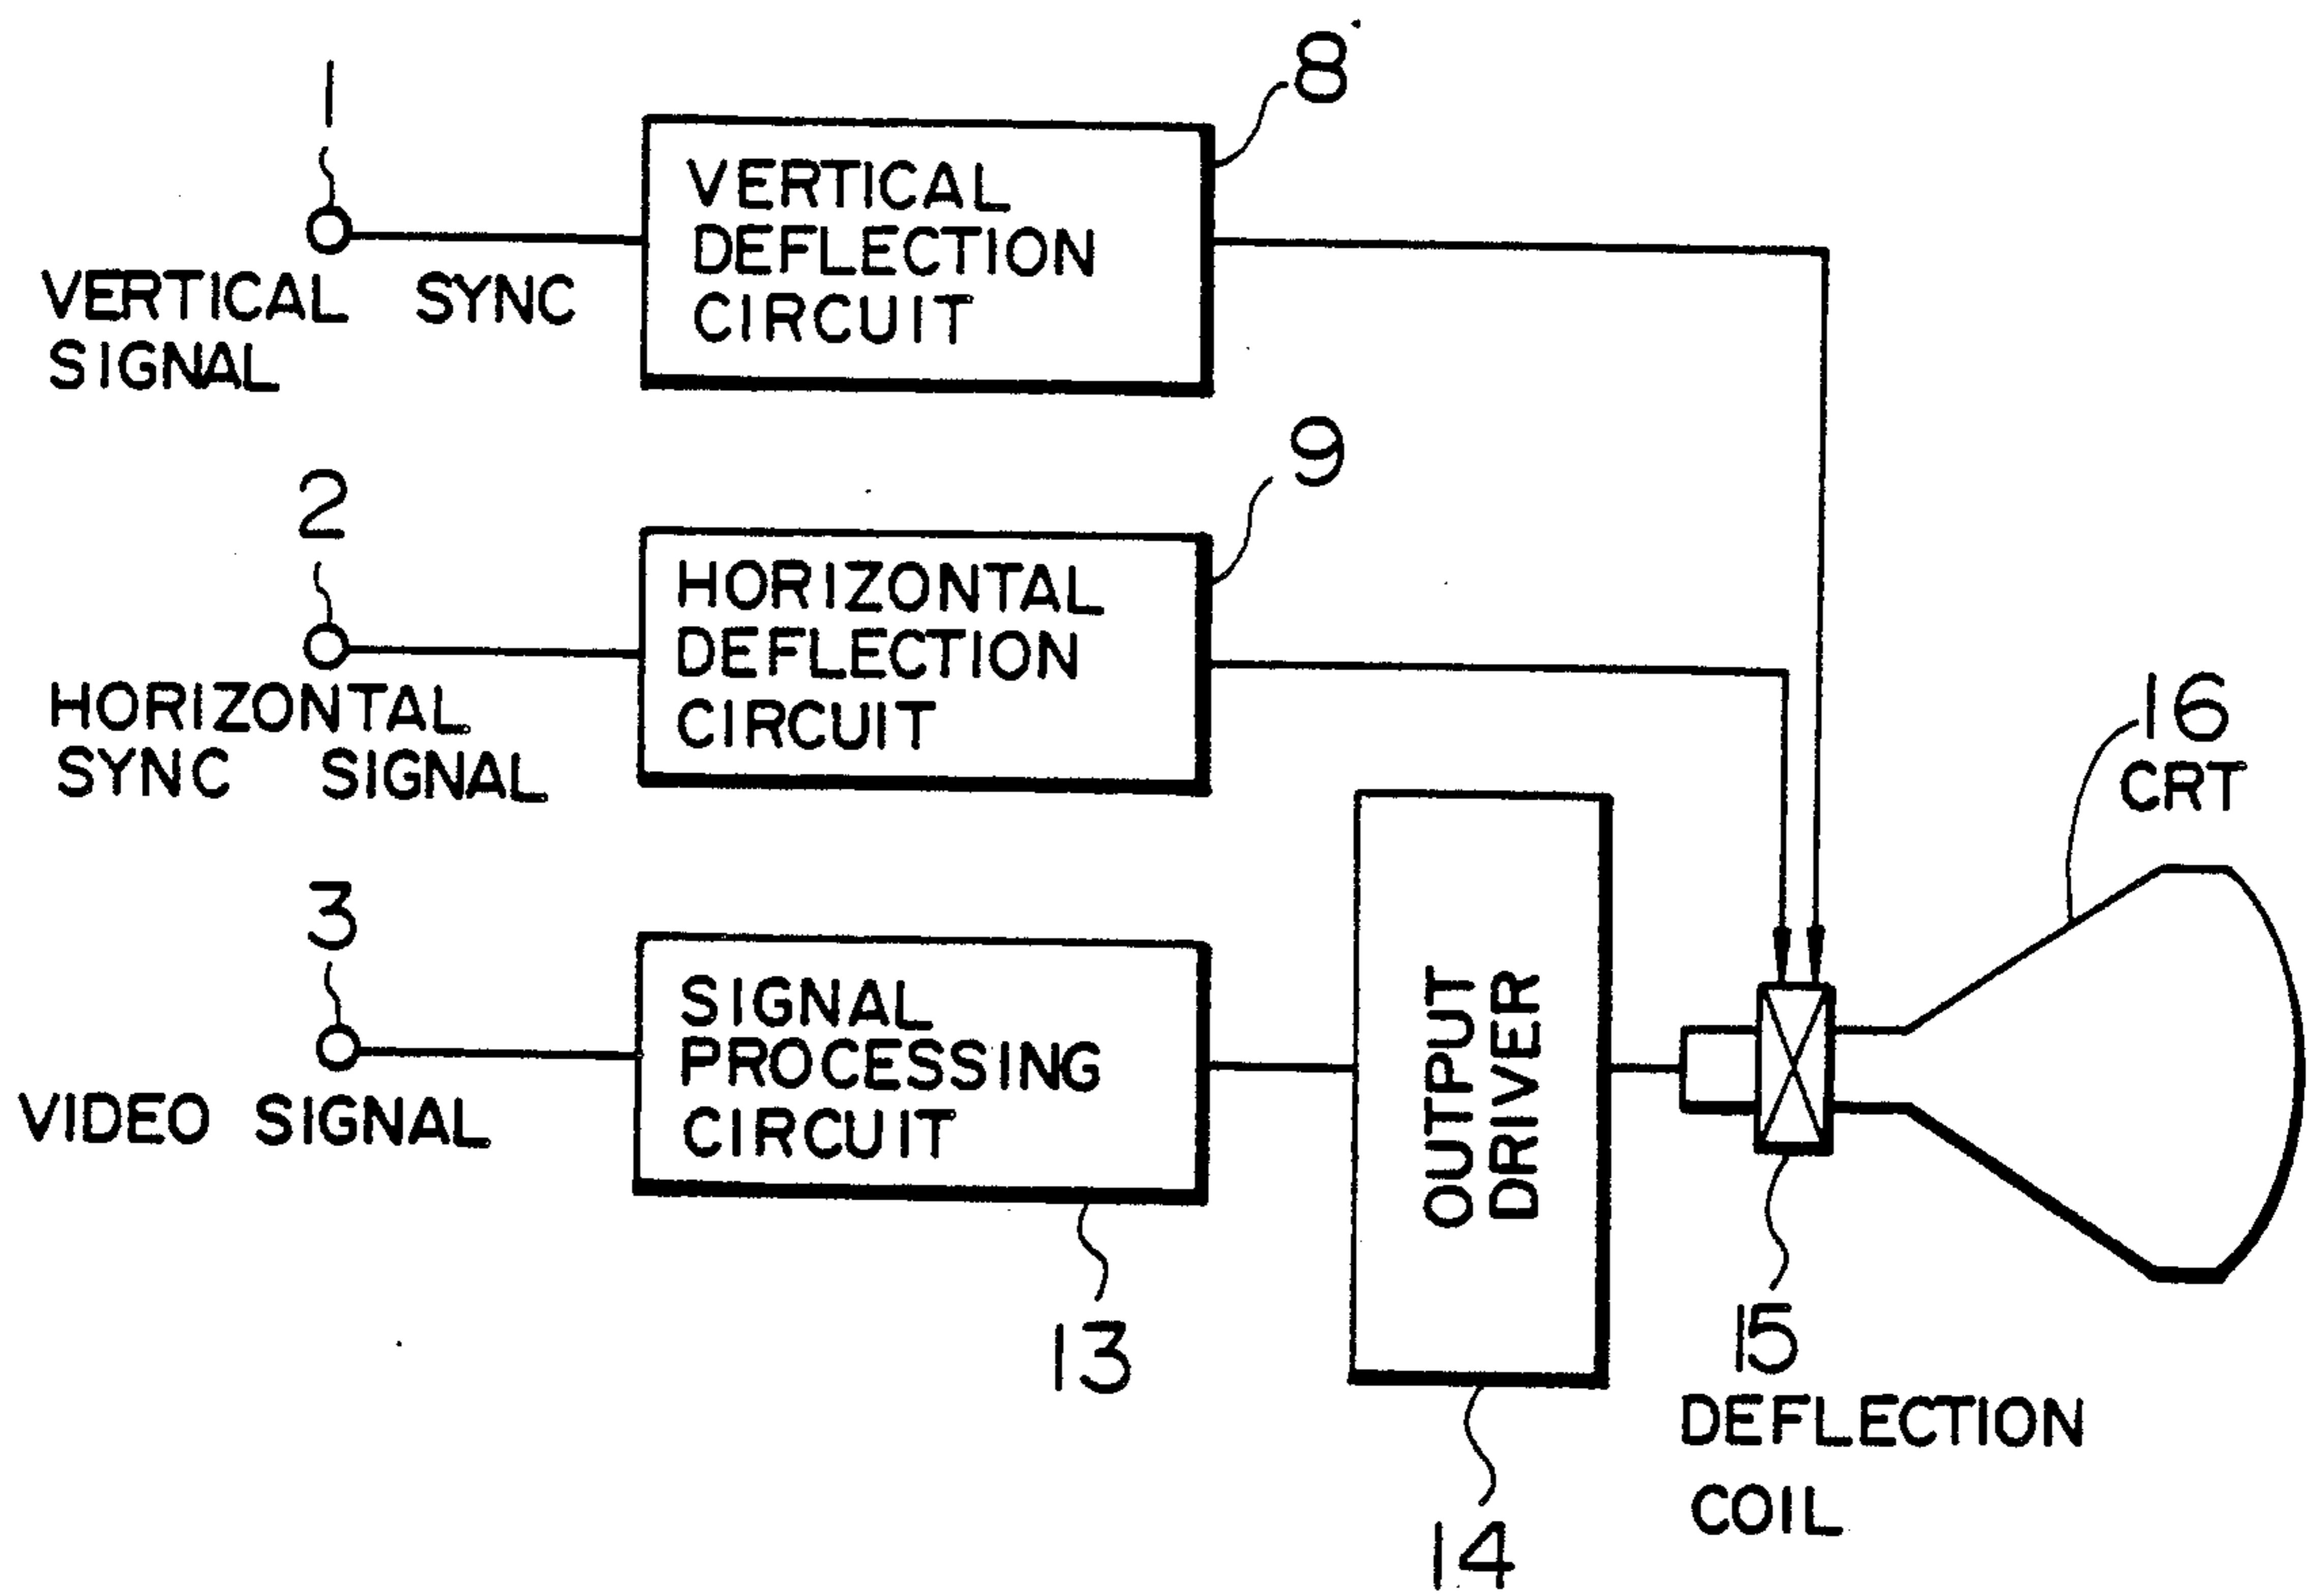 1
8
VERTICAL SYNC
SIGNAL
VERTICAL
DEFLECTION
CIRCUIT
2
9
HORIZONTAL
SYNC SIGNAL
HORIZONTAL
DEFLECTION
CIRCUIT
16
CRT
3
VIDEO SIGNAL
SIGNAL
PROCESSING
CIRCUIT
13
OUTPUT
DRIVER
14
15
DEFLECTION
COIL